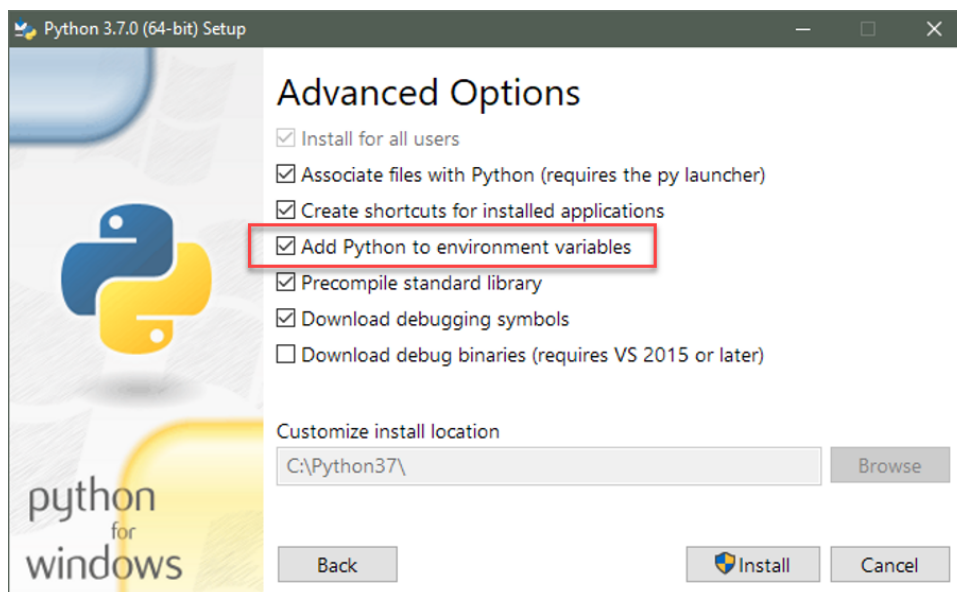 Python 3.7.0 (64-bit) Setup
Advanced Options
Install for all users
Associate files with Python (requires the py launcher)
Create shortcuts for installed applications
Add Python to environment variables
Precompile standard library
Download debugging symbols
Download debug binaries (requires VS 2015 or later)
Customize install location
C:\Python37\
Browse
python
for
windows
Back
Install
Cancel